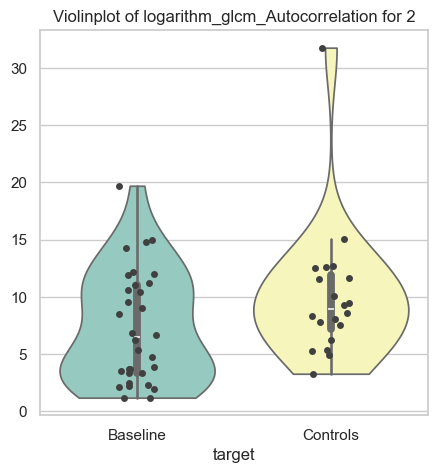 Violinplot of logarithm_glcm_Autocorrelation for 2
30
25
20
15
10
5
0
Baseline Controls
target